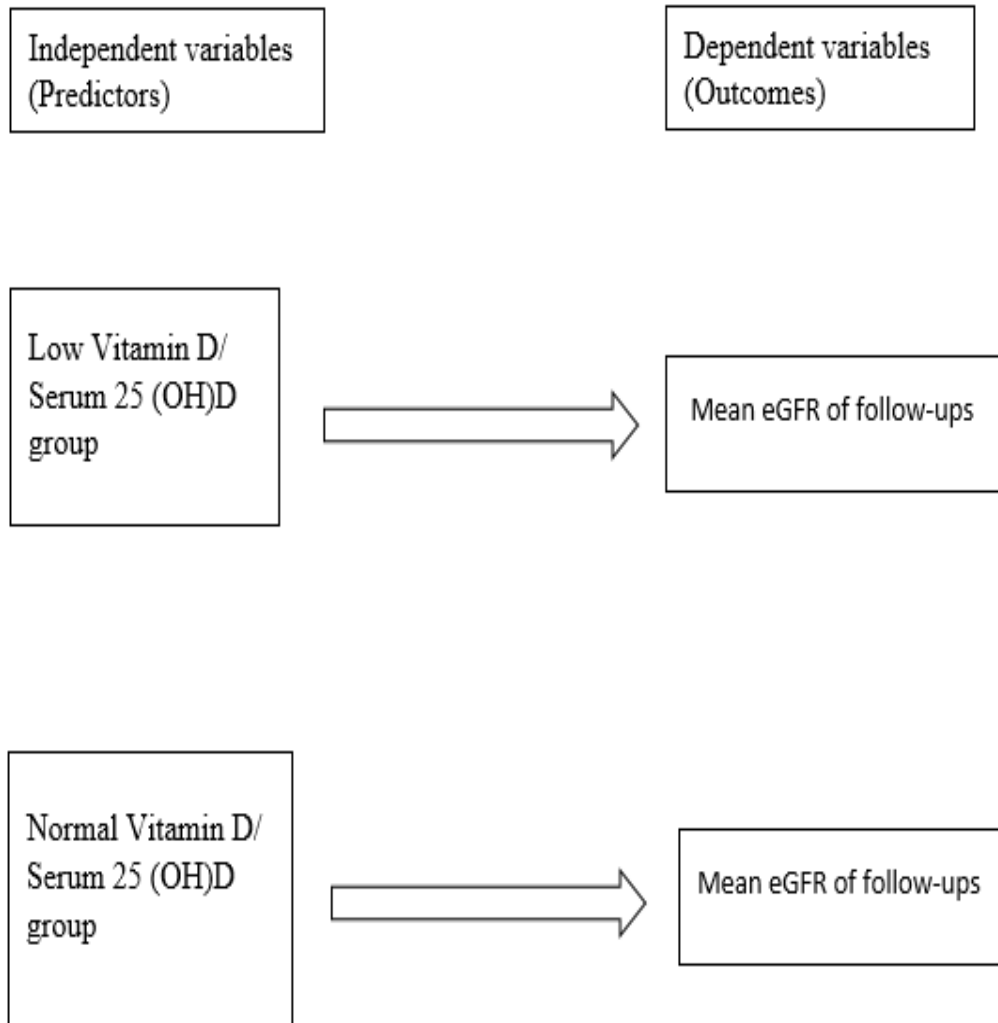 Independent variables
(Predictors)
Dependent variables
(Outcomes)
Low Vitamin D/
Serum 25 (OH)D
group
Mean eGFR of follow-ups
Normal Vitamin D/
Serum 25 (OH)D
group
Mean eGFR of follow-ups